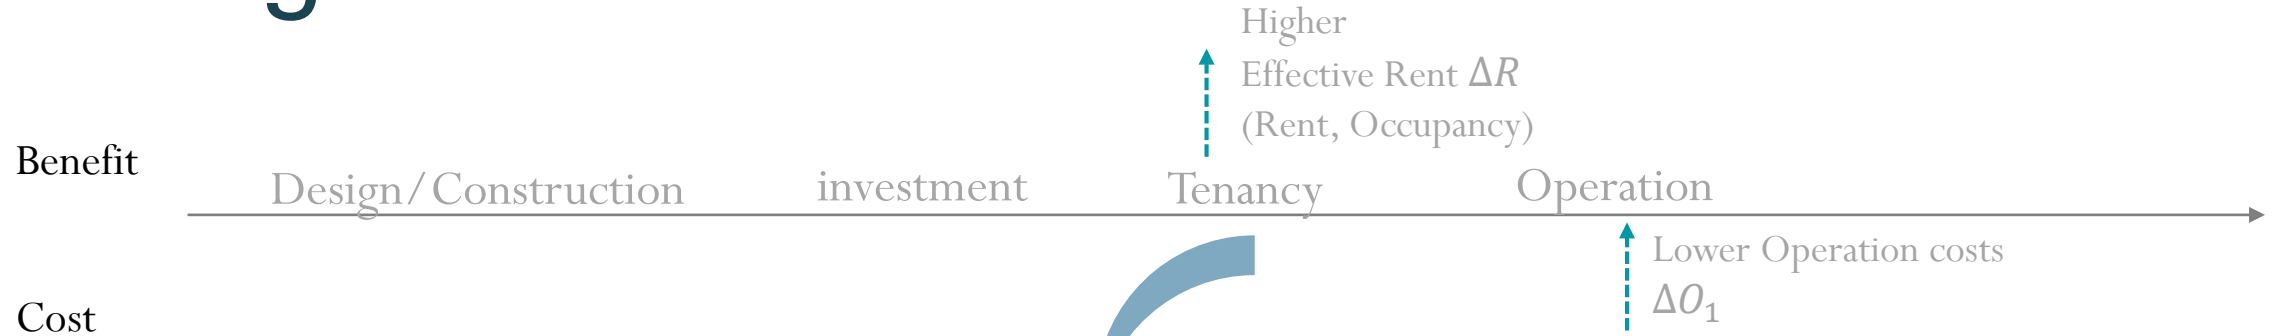 Higher
Effective Rent Δ𝑅
(Rent, Occupancy)
Benefit
Design/Construction investment Tenancy Operation
Lower Operation costs
Δ𝑂₁
Cost